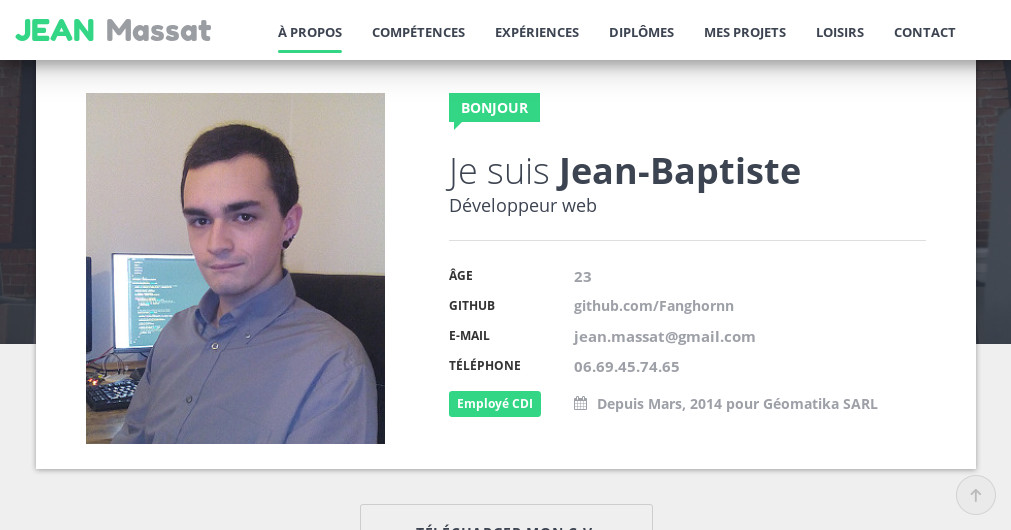 JEAN Massat
À PROPOS COMPÉTENCES EXPÉRIENCES DIPLÔMES MES PROJETS LOISIRS CONTACT
BONJOUR
Je suis Jean-Baptiste
Développeur web
ÂGE 23
GITHUB github.com/Fanghornn
E-MAIL jean.massat@gmail.com
TÉLÉPHONE 06.69.45.74.65
Employé CDI Depuis Mars, 2014 pour Géomatika SARL
TÉLÉCHARGER MON C.V.